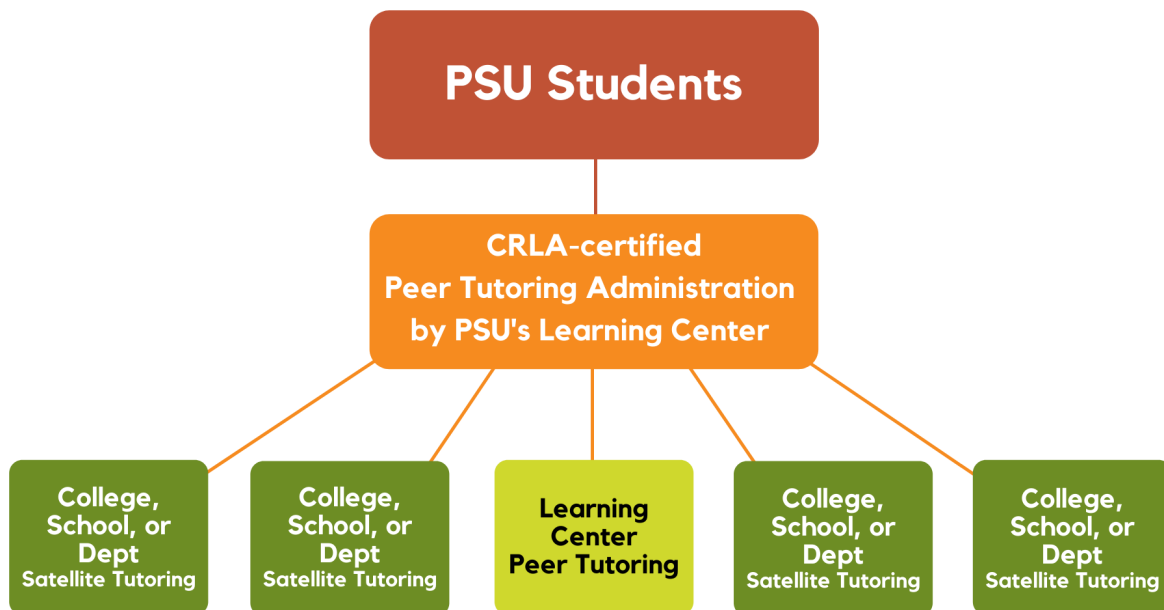 PSU Students
CRLA-certified
Peer Tutoring Administration
by PSU's Learning Center
College,
School, or
Dept
Satellite Tutoring
College,
School, or
Dept
Satellite Tutoring
Learning
Center
Peer Tutoring
College,
School, or
Dept
Satellite Tutoring
College,
School, or
Dept
Satellite Tutoring